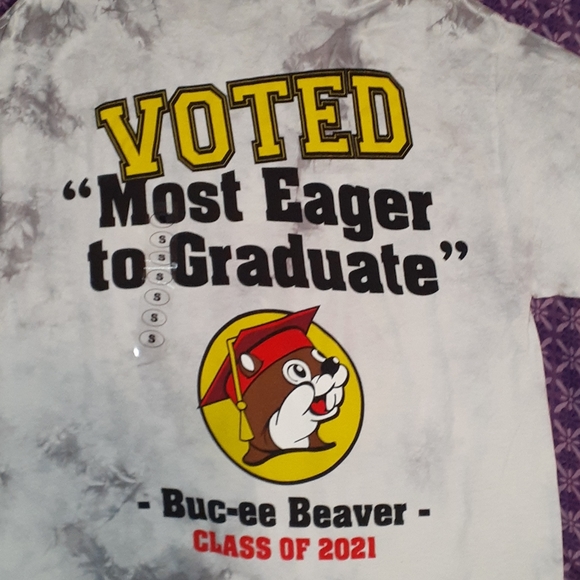 VOTED
“Most Eager
to Graduate”
S
S
S
S
S
S
S
- Buc-ee Beaver -
CLASS OF 2021